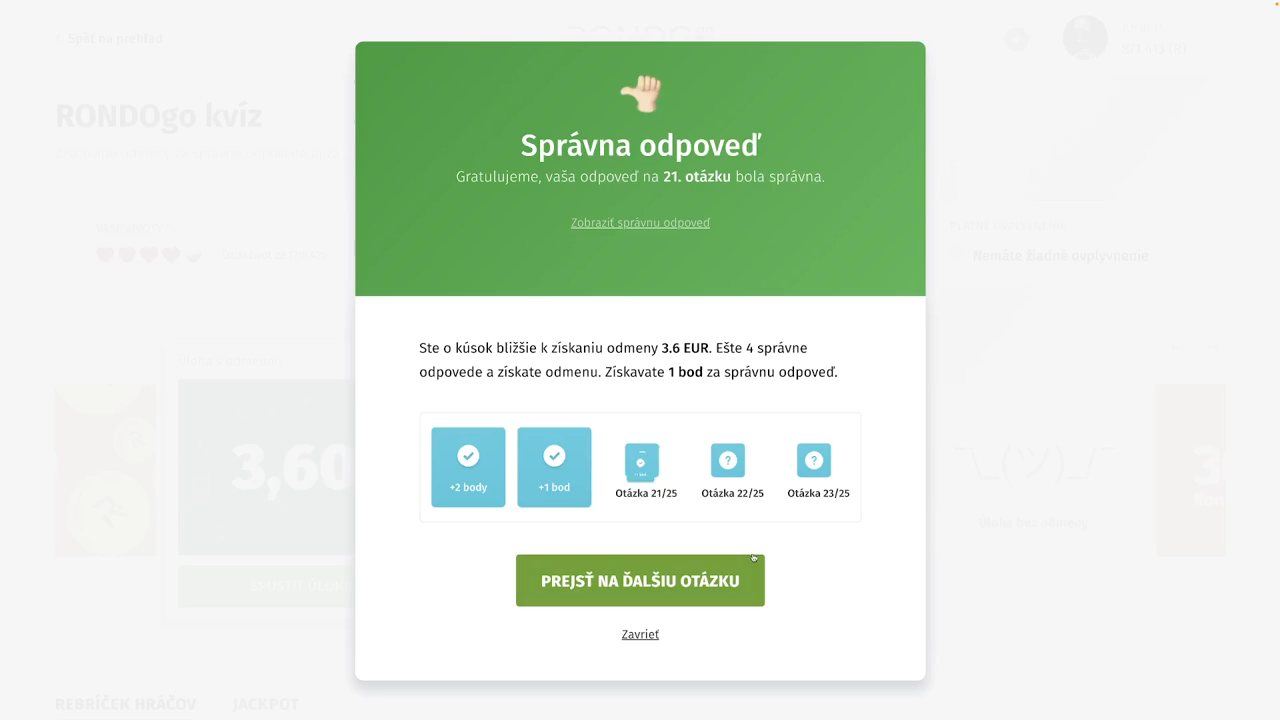 Späť na prehľad
RONDOgo kvíz
Správna odpoveď
Gratulujeme, vaša odpoveď na 21. otázku bola správna.
Zobraziť správnu odpoveď
Nemáte žiadne ovplyvnenie
Ste o kúsok bližšie k získaniu odmeny 3.6 EUR. Ešte 4 správne
odpovede a získate odmenu. Získavate 1 bod za správnu odpoveď.
3,60
+2 body
+1 bod
Otázka 21/25
Otázka 22/25
Otázka 23/25
¯\_(ツ)_/¯
PREJSŤ NA ĎALŠIU OTÁZKU
Zavrieť
REBRÍČEK HRÁČOV
JACKPOT